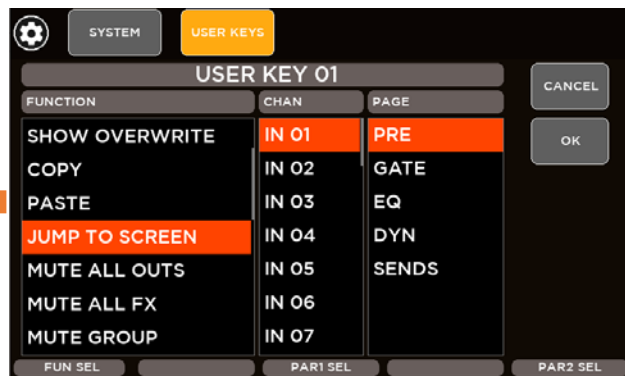 SYSTEM
USER KEYS
USER KEY 01
CANCEL
FUNCTION
CHAN
PAGE
SHOW OVERWRITE
IN 01
PRE
OK
COPY
IN 02
GATE
PASTE
IN 03
EQ
JUMP TO SCREEN
IN 04
DYN
MUTE ALL OUTS
IN 05
SENDS
MUTE ALL FX
IN 06
MUTE GROUP
IN 07
FUN SEL
PAR1 SEL
PAR2 SEL